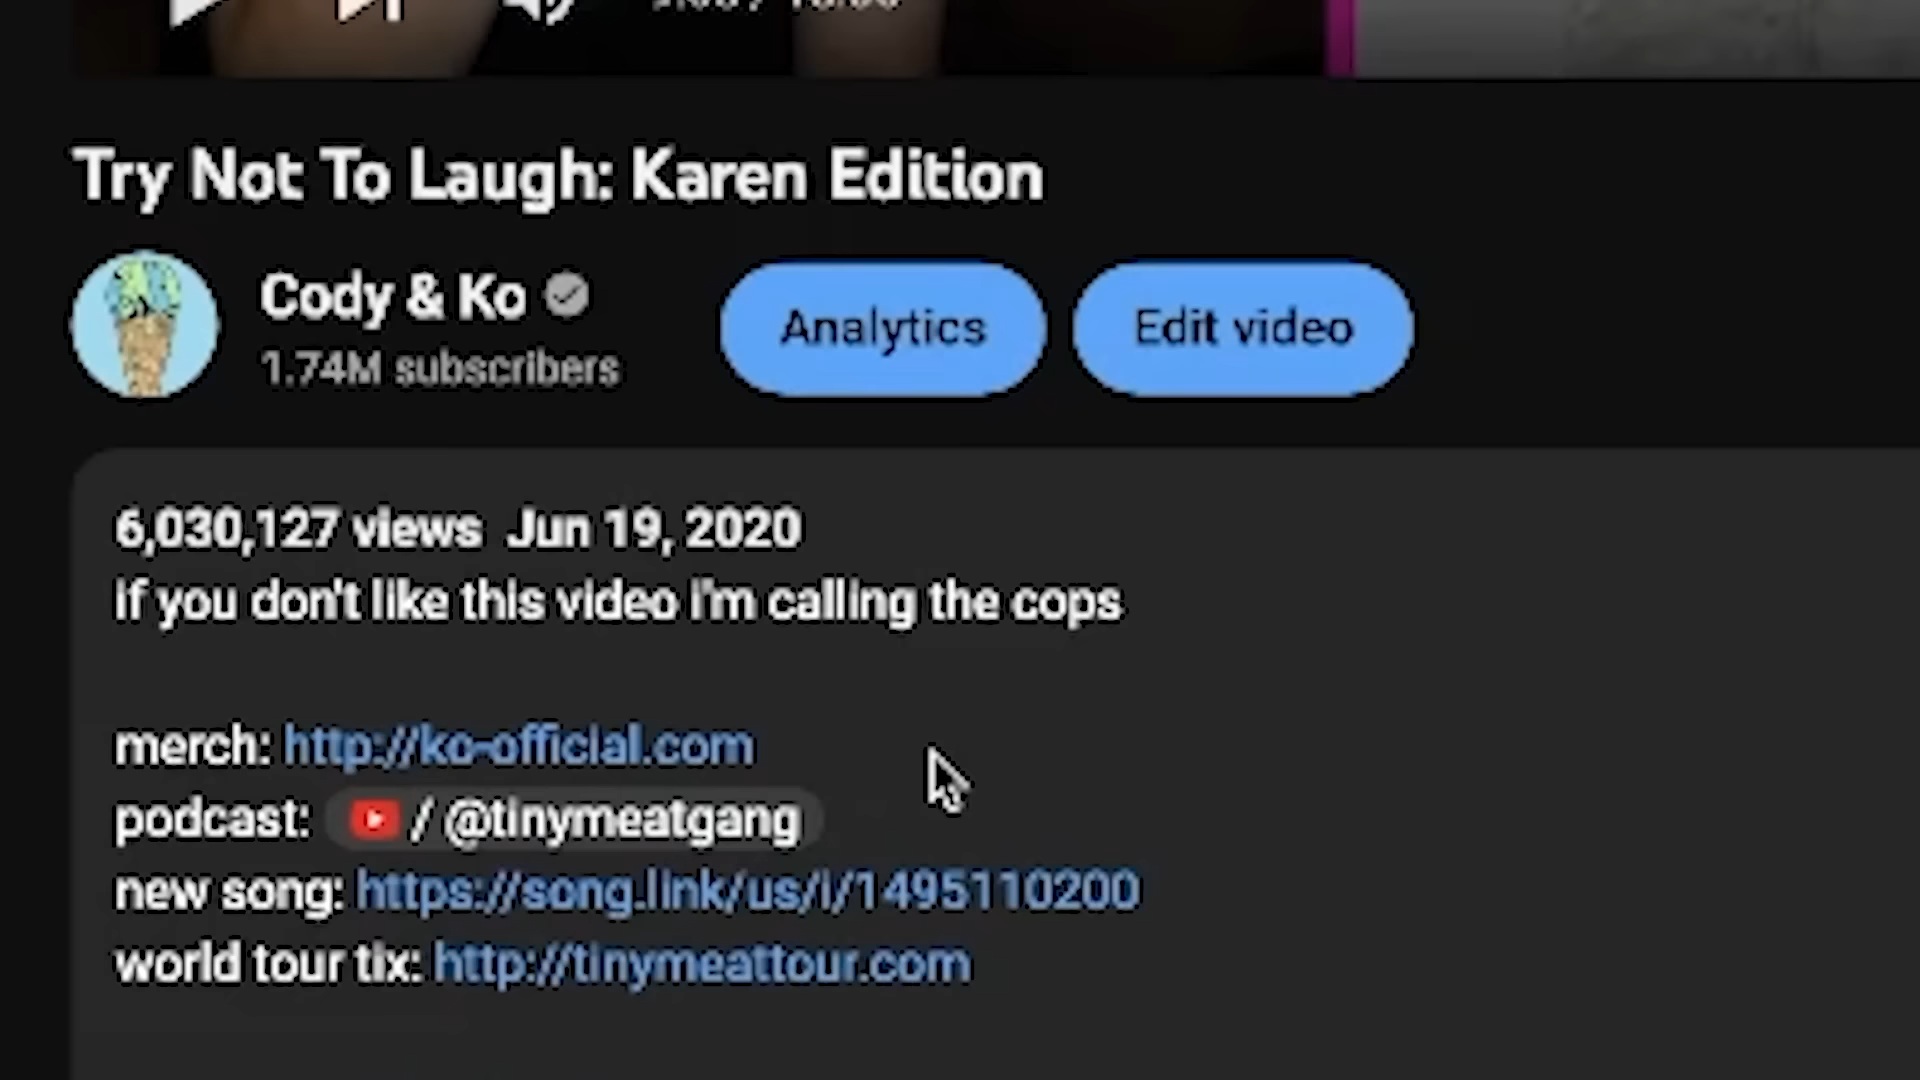 Try Not To Laugh: Karen Edition
Cody & Ko
1.74M subscribers
Analytics
Edit video
6,030,127 views Jun 19, 2020
if you don't like this video i'm calling the cops
merch: http://ko-official.com
podcast: / @tinymeatgang
new song: https://song.link/us/i/1495110200
world tour tix: http://tinymeattour.com